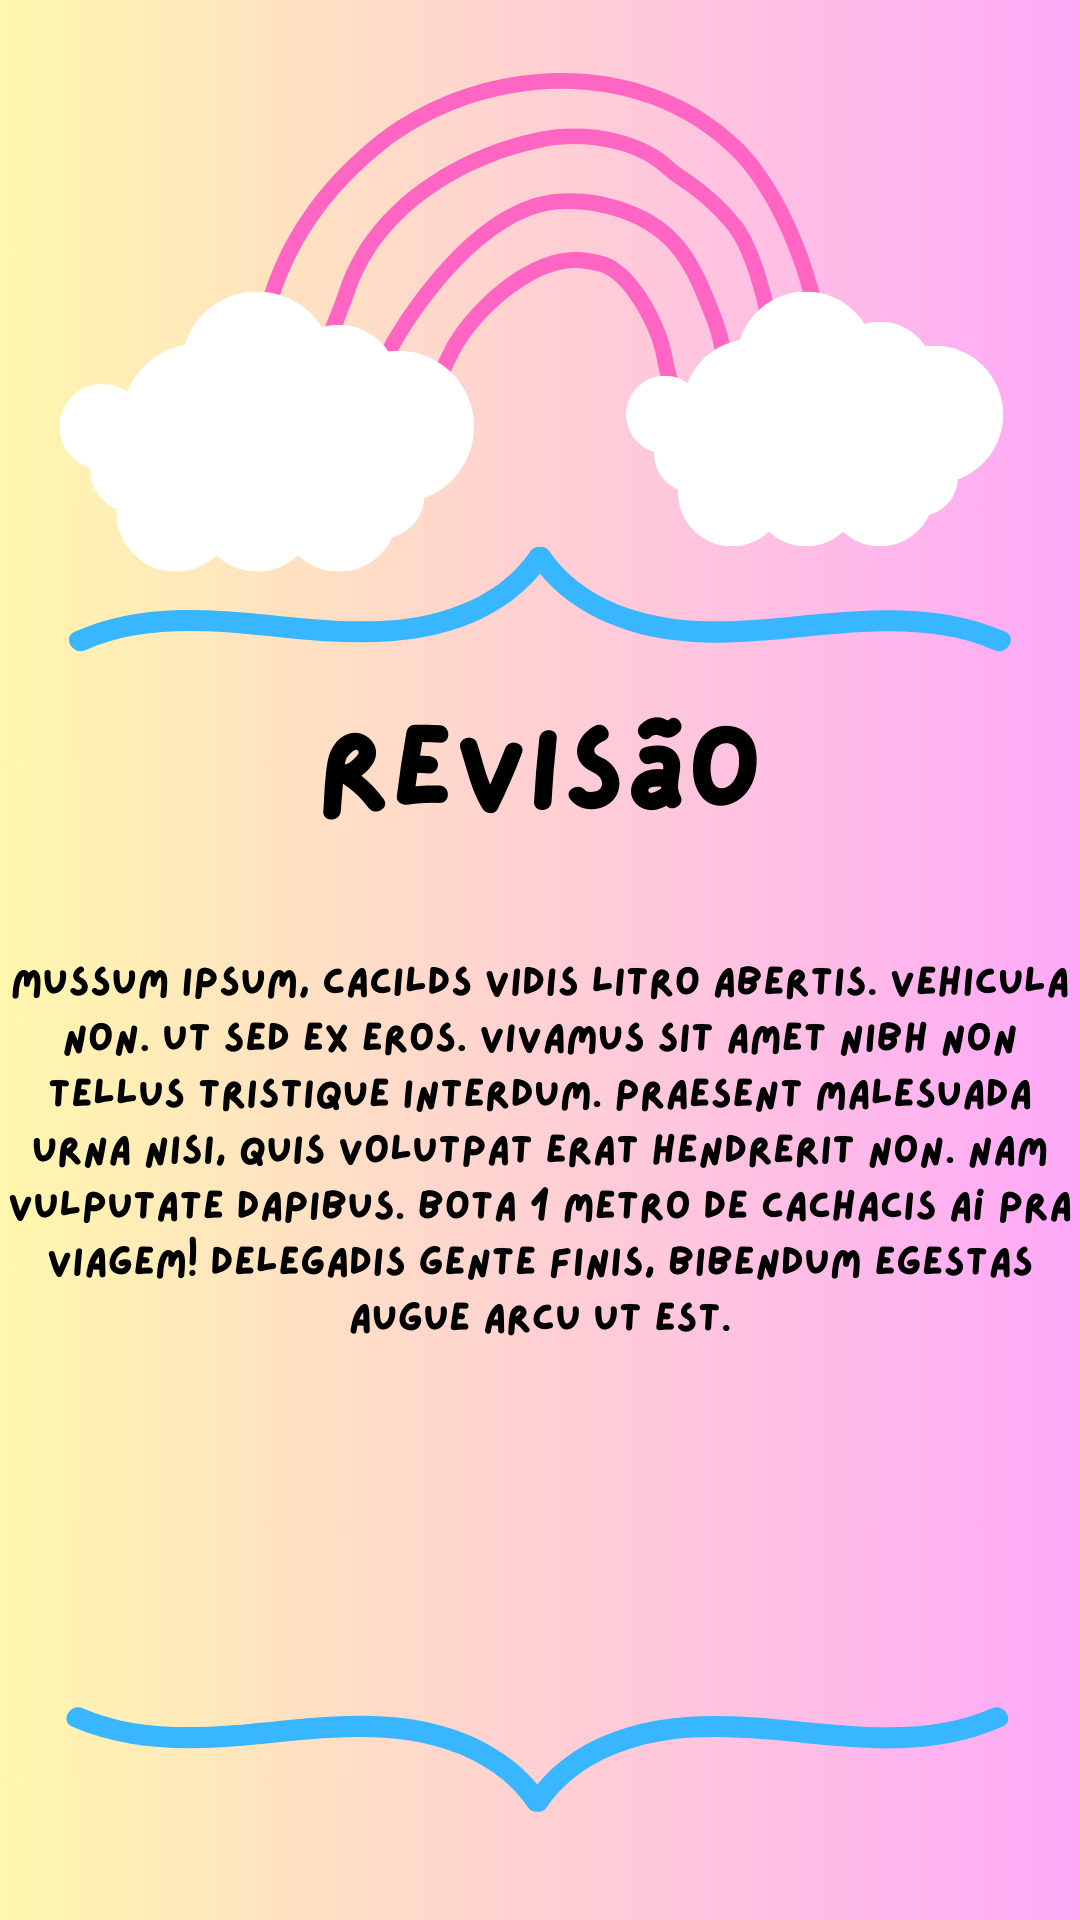 REVISãO
MUSSUM IPSUM, CACILDS VIDIS LITRO ABERTIS. VEHICULA
NON. UT SED EX EROS. VIVAMUS SIT AMET NIBH NON
TELLUS TRISTIQUE INTERDUM. PRAESENT MALESUADA
URNA NISI, QUIS VOLUTPAT ERAT HENDRERIT NON. NAM
VULPUTATE DAPIBUS. BOTA 1 METRO DE CACHACIS Aí PRA
VIAGEM! DELEGADIS GENTE FINIS, BIBENDUM EGESTAS
AUGUE ARCU UT EST.